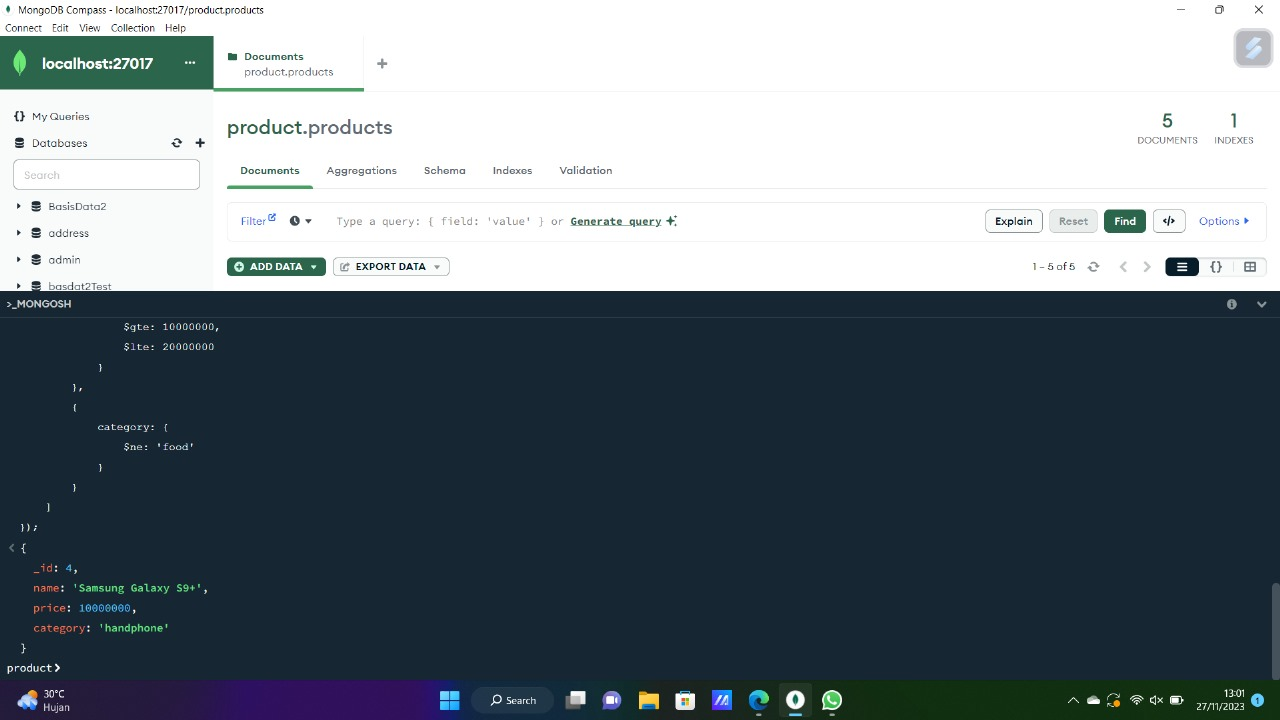 MongoDB Compass - localhost:27017/product.products
Connect Edit View Collection Help
localhost:27017 ...
Documents
product.products
My Queries
Databases
Search
BasisData2
address
admin
basdat2Test
product.products
5
DOCUMENTS
1
INDEXES
Documents Aggregations Schema Indexes Validation
Filter Type a query: { field: 'value' } or Generate query Explain Reset Find </> Options
ADD DATA EXPORT DATA 1 – 5 of 5 {}
>_MONGOSH
$gte: 10000000,
$lte: 20000000
}
},
{
category: {
$ne: 'food'
}
}
]
});
< {
_id: 4,
name: 'Samsung Galaxy S9+',
price: 10000000,
category: 'handphone'
}
product>
30°C
Hujan
Search
13:01
27/11/2023
1